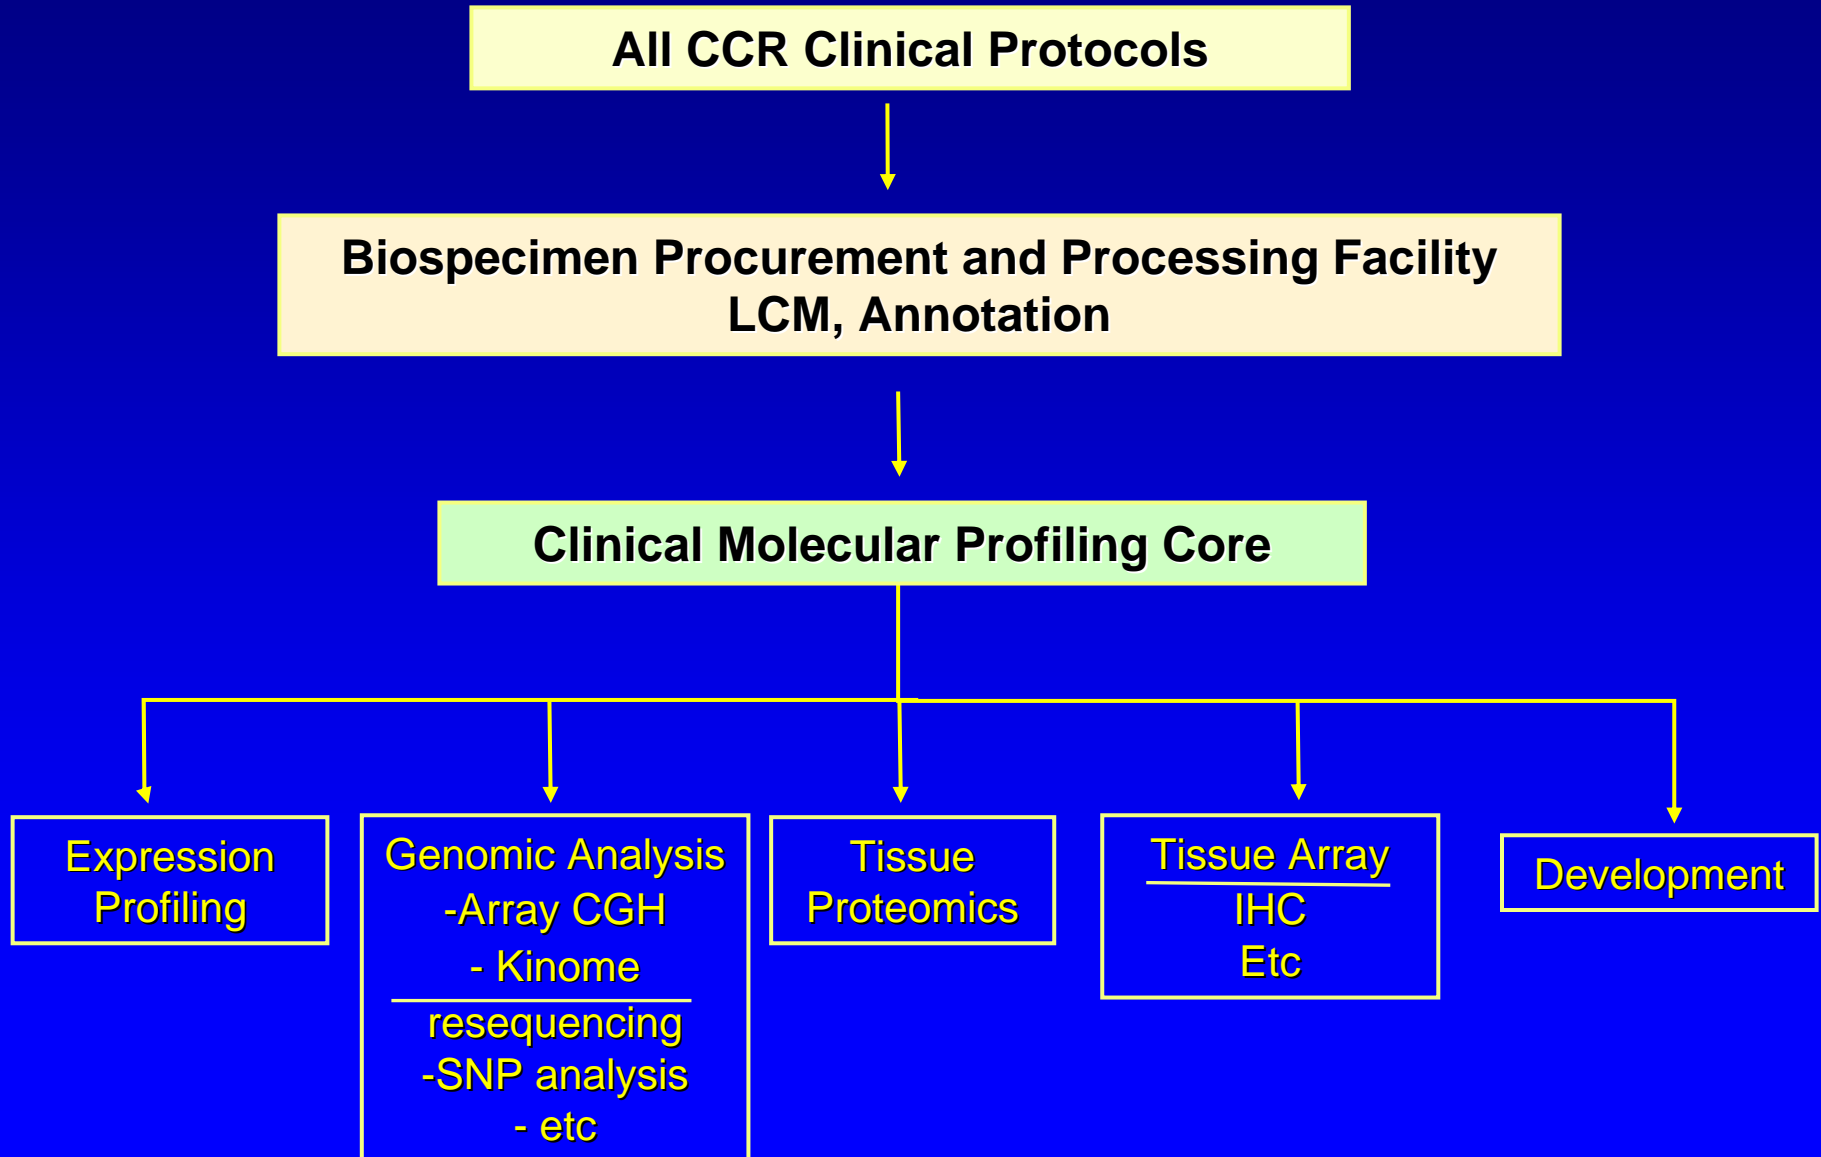 All CCR Clinical Protocols
Biospecimen Procurement and Processing Facility
LCM, Annotation
Clinical Molecular Profiling Core
Expression
Profiling
Genomic Analysis
-Array CGH
- Kinome
resequencing
-SNP analysis
- etc
Tissue
Proteomics
Tissue Array
IHC
Etc
Development